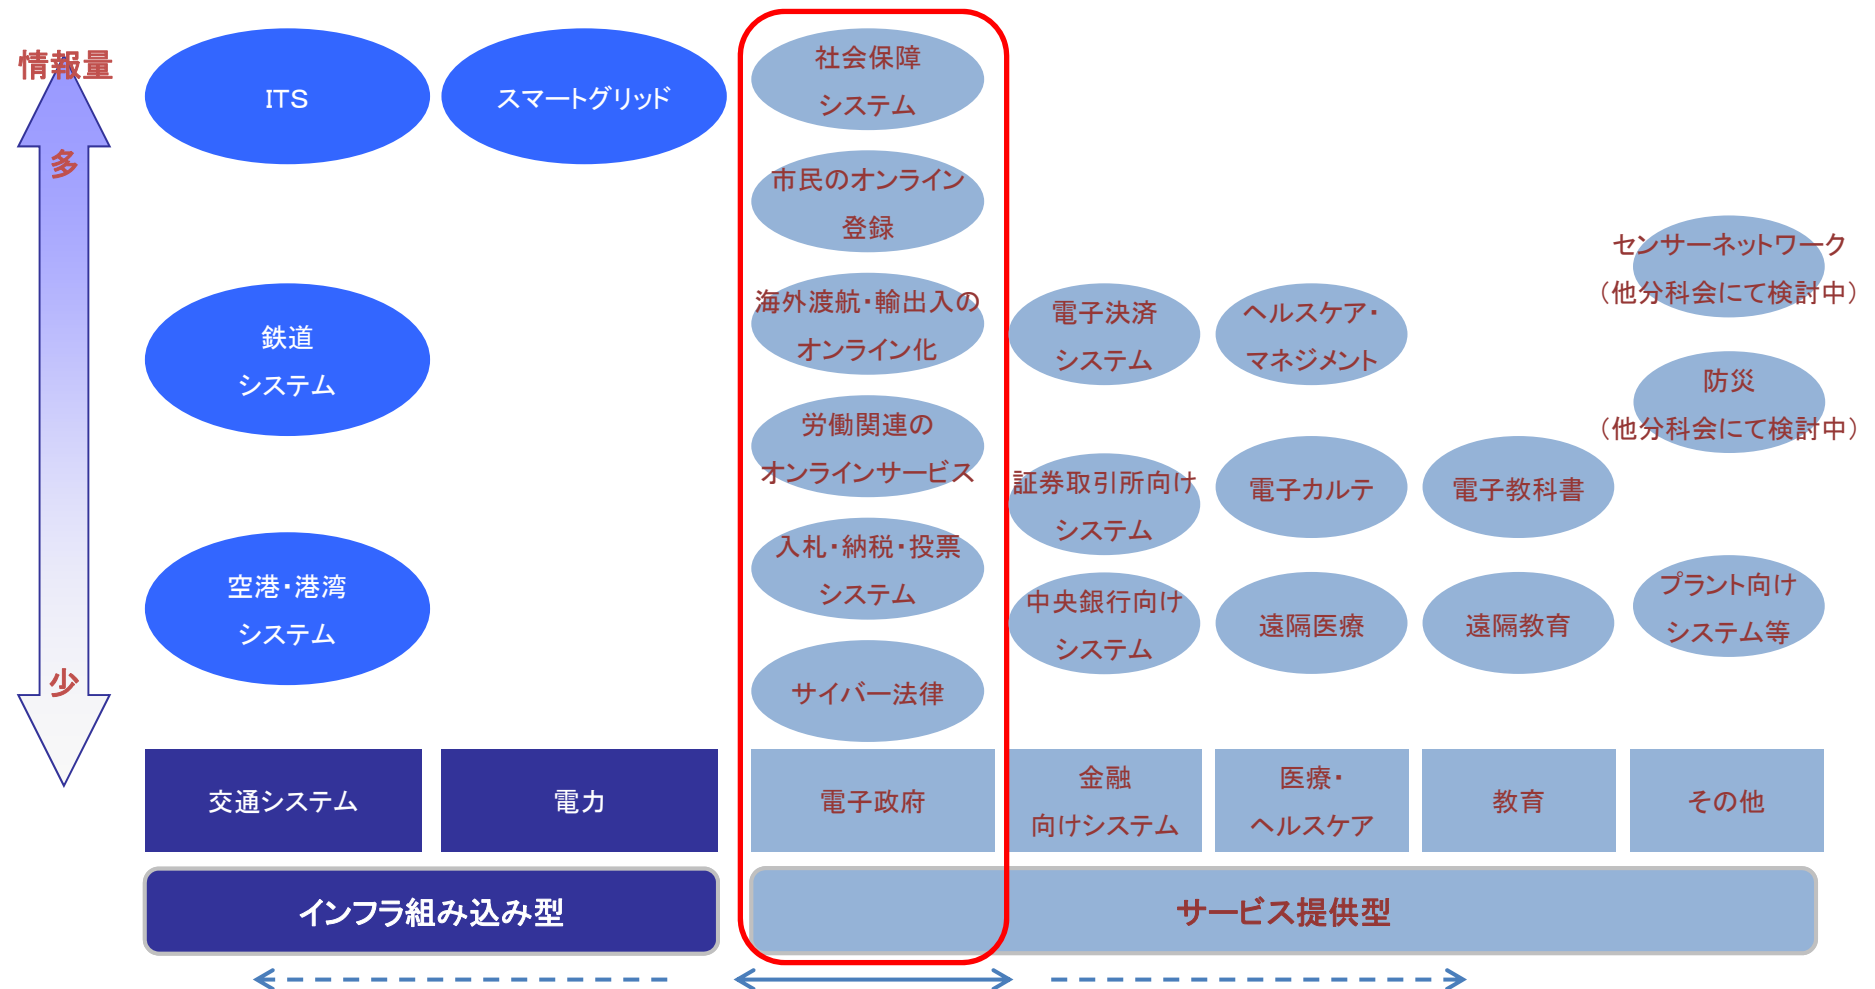 情報量
多
少
ITS
スマートグリッド
鉄道
システム
空港・港湾
システム
社会保障
システム
市民のオンライン
登録
海外渡航・輸出入の
オンライン化
労働関連の
オンラインサービス
入札・納税・投票
システム
サイバー法律
電子決済
システム
証券取引所向け
システム
中央銀行向け
システム
ヘルスケア・
マネジメント
電子カルテ
遠隔医療
電子教科書
遠隔教育
センサーネットワーク
（他分科会にて検討中）
防災
（他分科会にて検討中）
プラント向け
システム等
交通システム
電力
電子政府
金融
向けシステム
医療・
ヘルスケア
教育
その他
インフラ組み込み型
サービス提供型